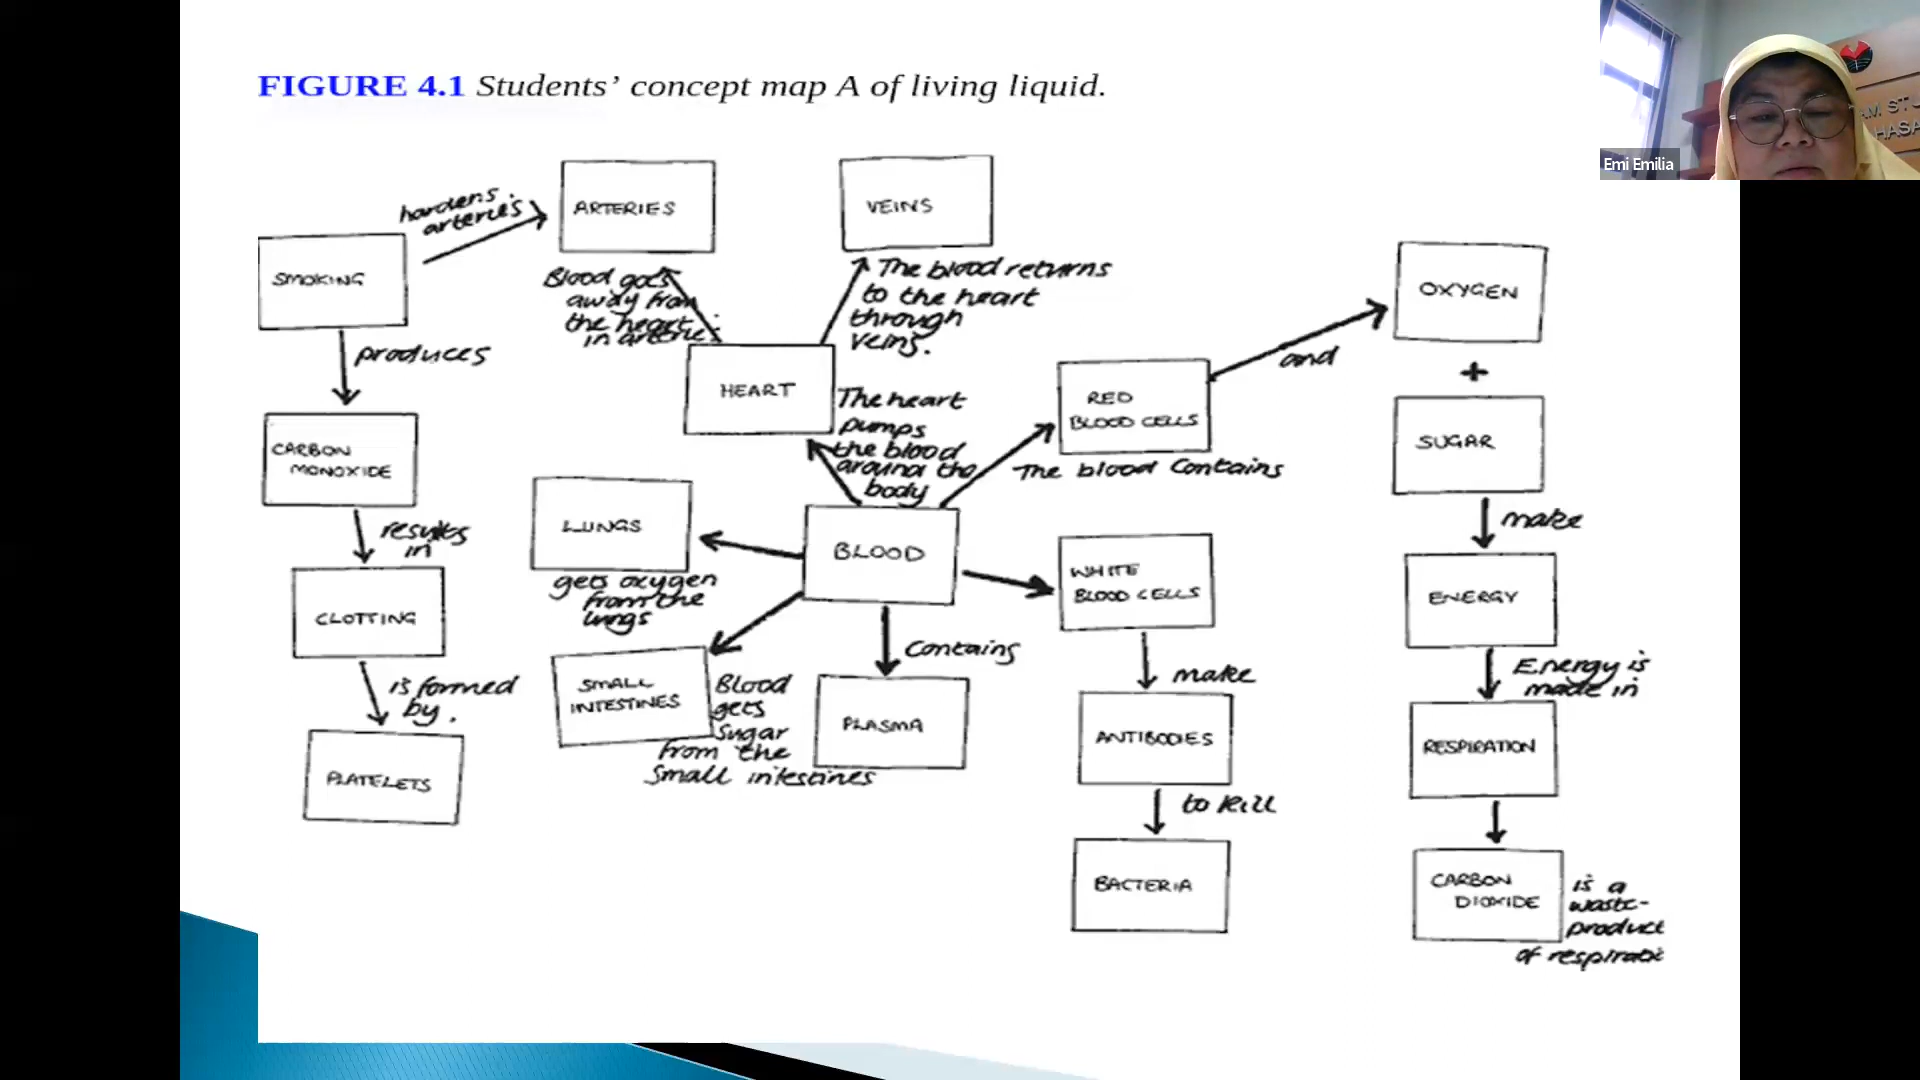 FIGURE 4.1 Students' concept map A of living liquid.
Emi Emilia
HASA
hardens
arteries
ARTERIES
VEINS
SMOKING
Blood goes
away from
the heart
in arteries
The blood returns
to the heart
through
veins.
OXYGEN
produces
and
+
HEART
The heart
pumps
the blood
around the
body
RED
BLOOD CELLS
The blood contains
SUGAR
CARBON
MONOXIDE
results
in
LUNGS
gets oxygen
from the
lungs
BLOOD
WHITE
BLOOD CELLS
make
ENERGY
CLOTTING
is formed
by.
SMALL
INTESTINES
Blood
gets
sugar
from the
small intestines
Contains
PLASMA
make
ANTIBODIES
Energy is
made in
RESPIRATION
PLATELETS
to kill
BACTERIA
CARBON
DIOXIDE
is a
waste-
product
of respiratio